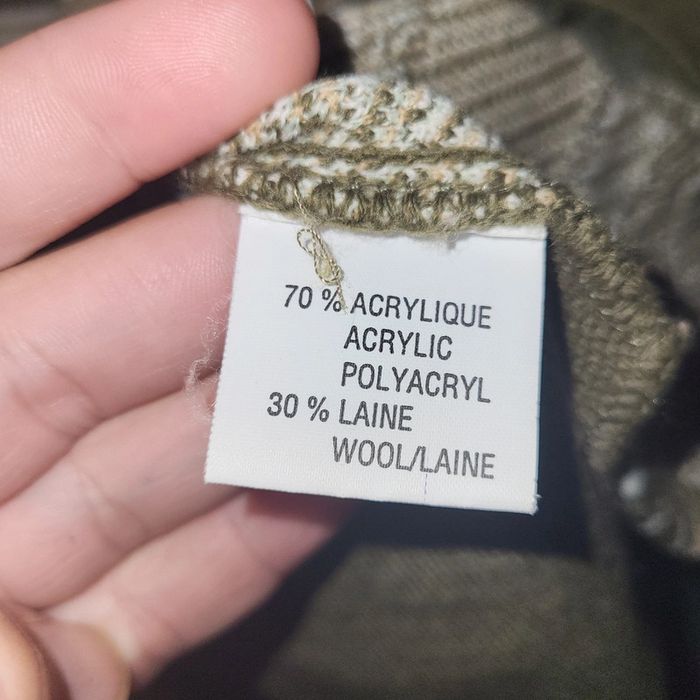 70 % ACRYLIQUE
ACRYLIC
POLYACRYL
30 % LAINE
WOOL/LAINE